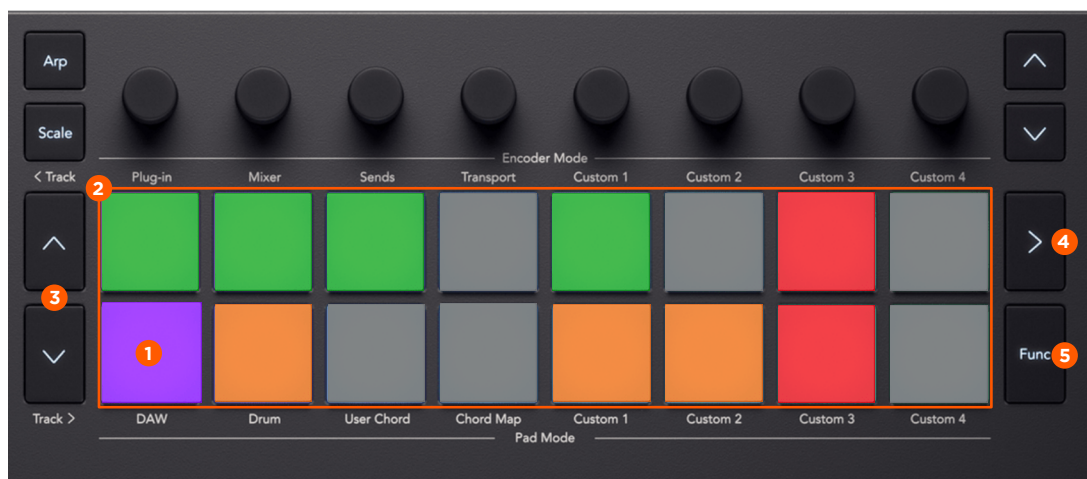 Arp
Scale
Encoder Mode
< Track Plug-in Mixer Sends Transport Custom 1 Custom 2 Custom 3 Custom 4
2
4
3
1
Func 5
Track > DAW Drum User Chord Chord Map Custom 1 Custom 2 Custom 3 Custom 4
Pad Mode